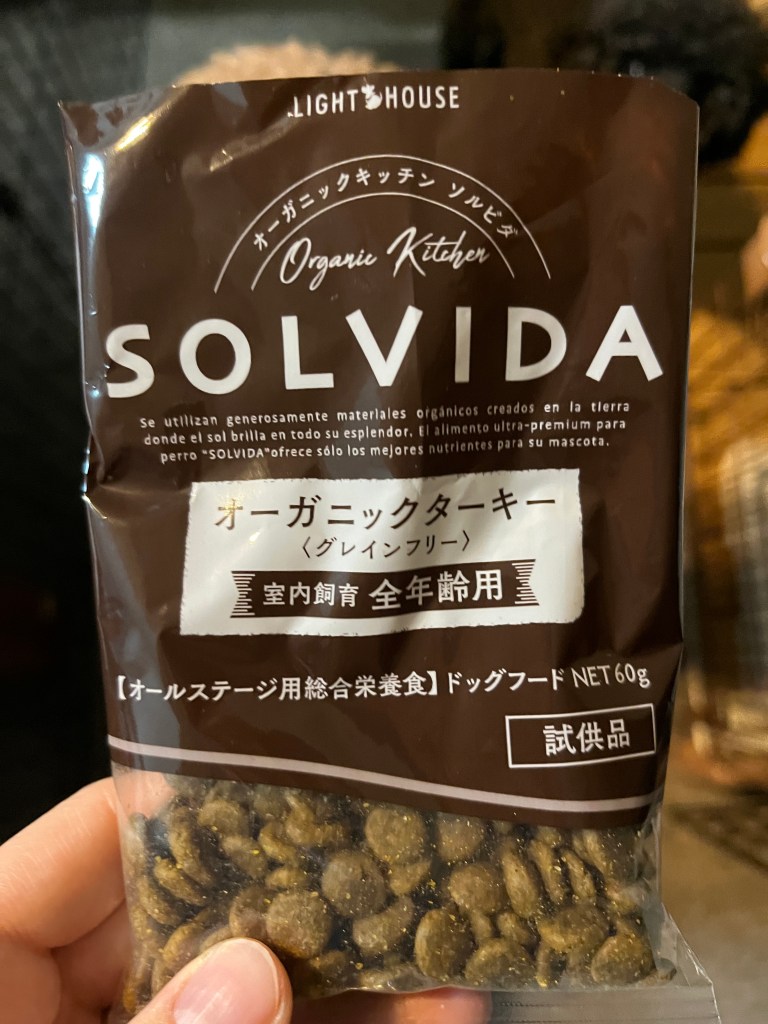 LIGHT HOUSE
オーガニックキッチン ソルビダ
Organic Kitchen
SOLVIDA
Se utilizan generosamente materiales orgánicos creados en la tierra
donde el sol brilla en todo su esplendor. El alimento ultra-premium para
perro "SOLVIDA"ofrece sólo los mejores nutrientes para su mascota.
オーガニックターキー
〈グレインフリー〉
室内飼育 全年齢用
【オールステージ用総合栄養食】ドッグフード NET 60g
試供品